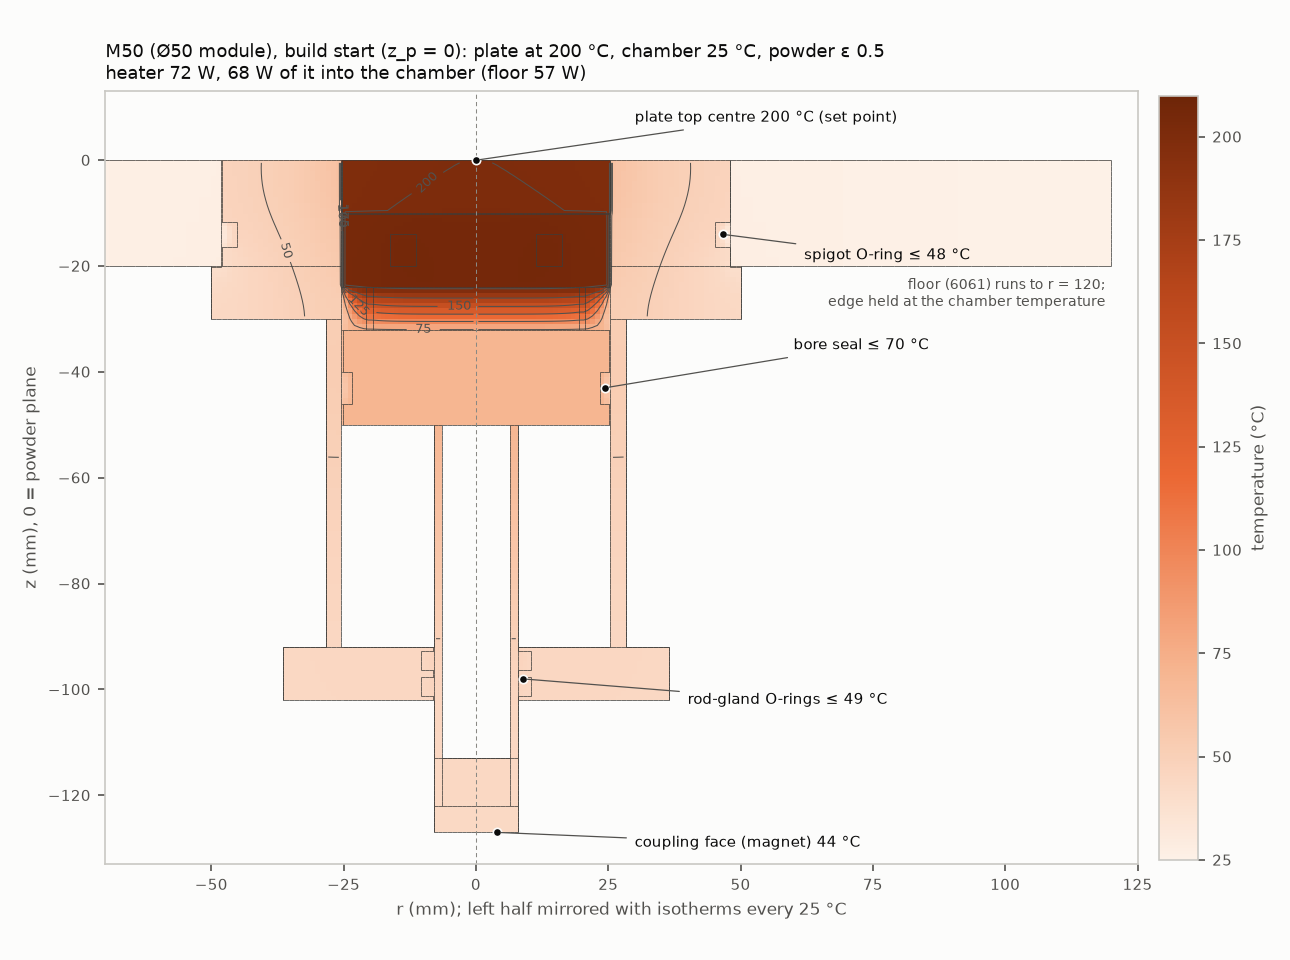 M50 (Ø50 module), build start (z_p = 0): plate at 200 °C, chamber 25 °C, powder ε 0.5
heater 72 W, 68 W of it into the chamber (floor 57 W)
plate top centre 200 °C (set point)
200
50
spigot O-ring ≤ 48 °C
floor (6061) runs to r = 120;
edge held at the chamber temperature
125
150
75
bore seal ≤ 70 °C
rod-gland O-rings ≤ 49 °C
coupling face (magnet) 44 °C
0
−20
−40
−60
−80
−100
−120
z (mm), 0 = powder plane
−50
−25
0
25
50
75
100
125
r (mm); left half mirrored with isotherms every 25 °C
200
175
150
125
100
75
50
25
temperature (°C)